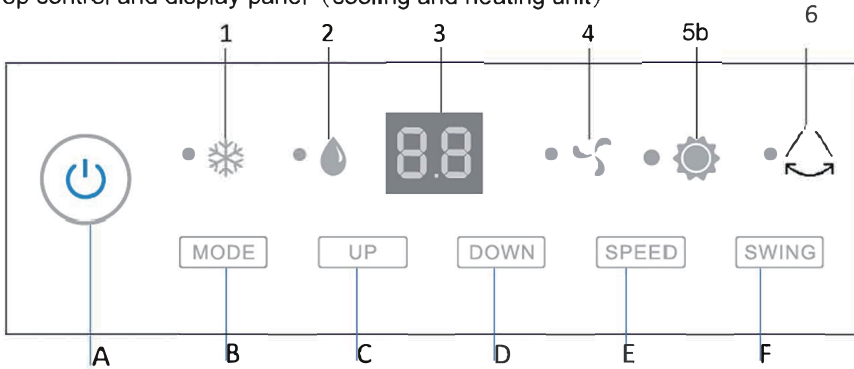 op control and display panel（cooling and heating unit）
1 2 3 4 5b 6
8.8
MODE UP DOWN SPEED SWING
A B C D E F